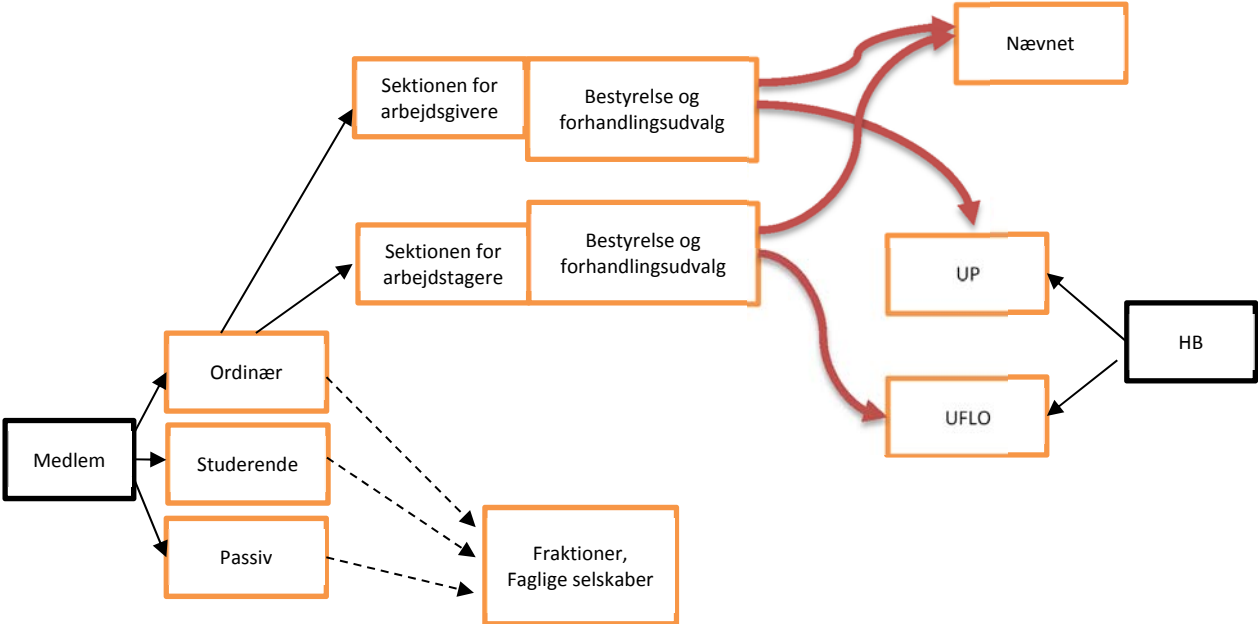 Nævnet
Sektionen for
arbejdsgivere
Bestyrelse og
forhandlingsudvalg
Sektionen for
arbejdstagere
Bestyrelse og
forhandlingsudvalg
UP
HB
Ordinær
UFLO
Medlem
Studerende
Passiv
Fraktioner,
Faglige selskaber